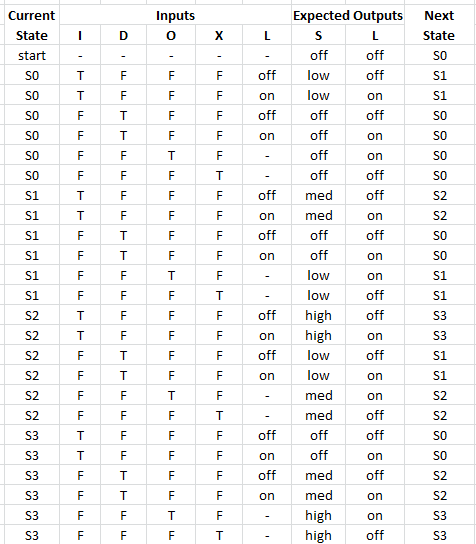 Current Inputs Expected Outputs Next
State I D O X L S L State
start - - - - - off off S0
S0 T F F F off low off S1
S0 T F F F on low on S1
S0 F T F F off off off S0
S0 F T F F on off on S0
S0 F F T F - off on S0
S0 F F F T - off off S0
S1 T F F F off med off S2
S1 T F F F on med on S2
S1 F T F F off off off S0
S1 F T F F on off on S0
S1 F F T F - low on S1
S1 F F F T - low off S1
S2 T F F F off high off S3
S2 T F F F on high on S3
S2 F T F F off low off S1
S2 F T F F on low on S1
S2 F F T F - med on S2
S2 F F F T - med off S2
S3 T F F F off off off S0
S3 T F F F on off on S0
S3 F T F F off med off S2
S3 F T F F on med on S2
S3 F F T F - high on S3
S3 F F F T - high off S3